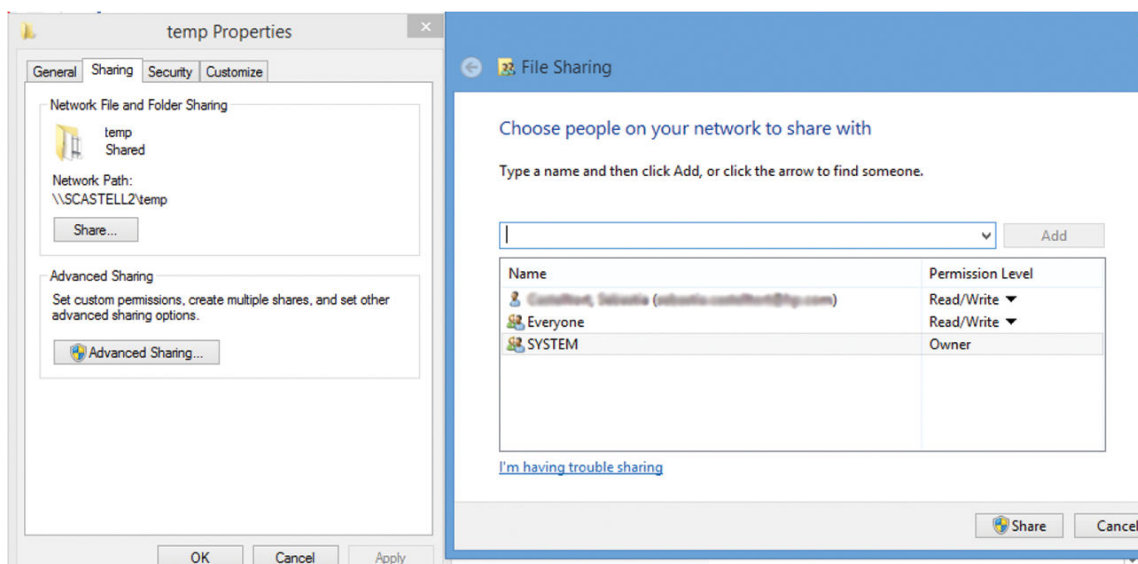 temp Properties
General
Sharing
Security
Customize
Network File and Folder Sharing
temp
Shared
Network Path:
\\SCASTELL2\temp
Share...
Advanced Sharing
Set custom permissions, create multiple shares, and set other
advanced sharing options.
Advanced Sharing...
OK
Cancel
Apply
File Sharing
Choose people on your network to share with
Type a name and then click Add, or click the arrow to find someone.
Add
Name
Permission Level
Read/Write
Everyone
Read/Write
SYSTEM
Owner
I'm having trouble sharing
Share
Cancel